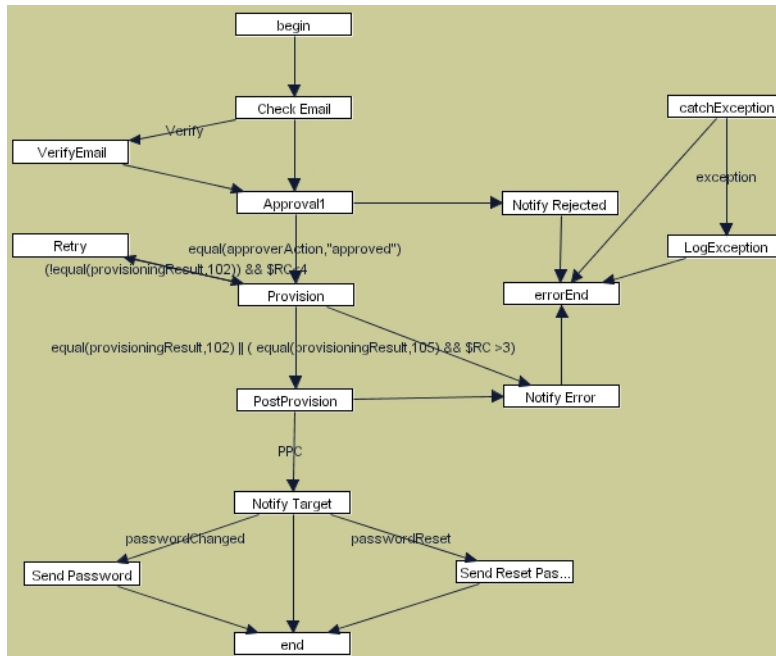 begin
Check Email
catchException
Verify
VerifyEmail
exception
Approval1
Notify Rejected
Retry
equal(approverAction,"approved")
LogException
(!equal(provisioningResult,102)) && $RC<4
Provision
errorEnd
equal(provisioningResult,102) || ( equal(provisioningResult,105) && $RC >3)
PostProvision
Notify Error
PPC
Notify Target
passwordChanged
passwordReset
Send Password
Send Reset Pas...
end